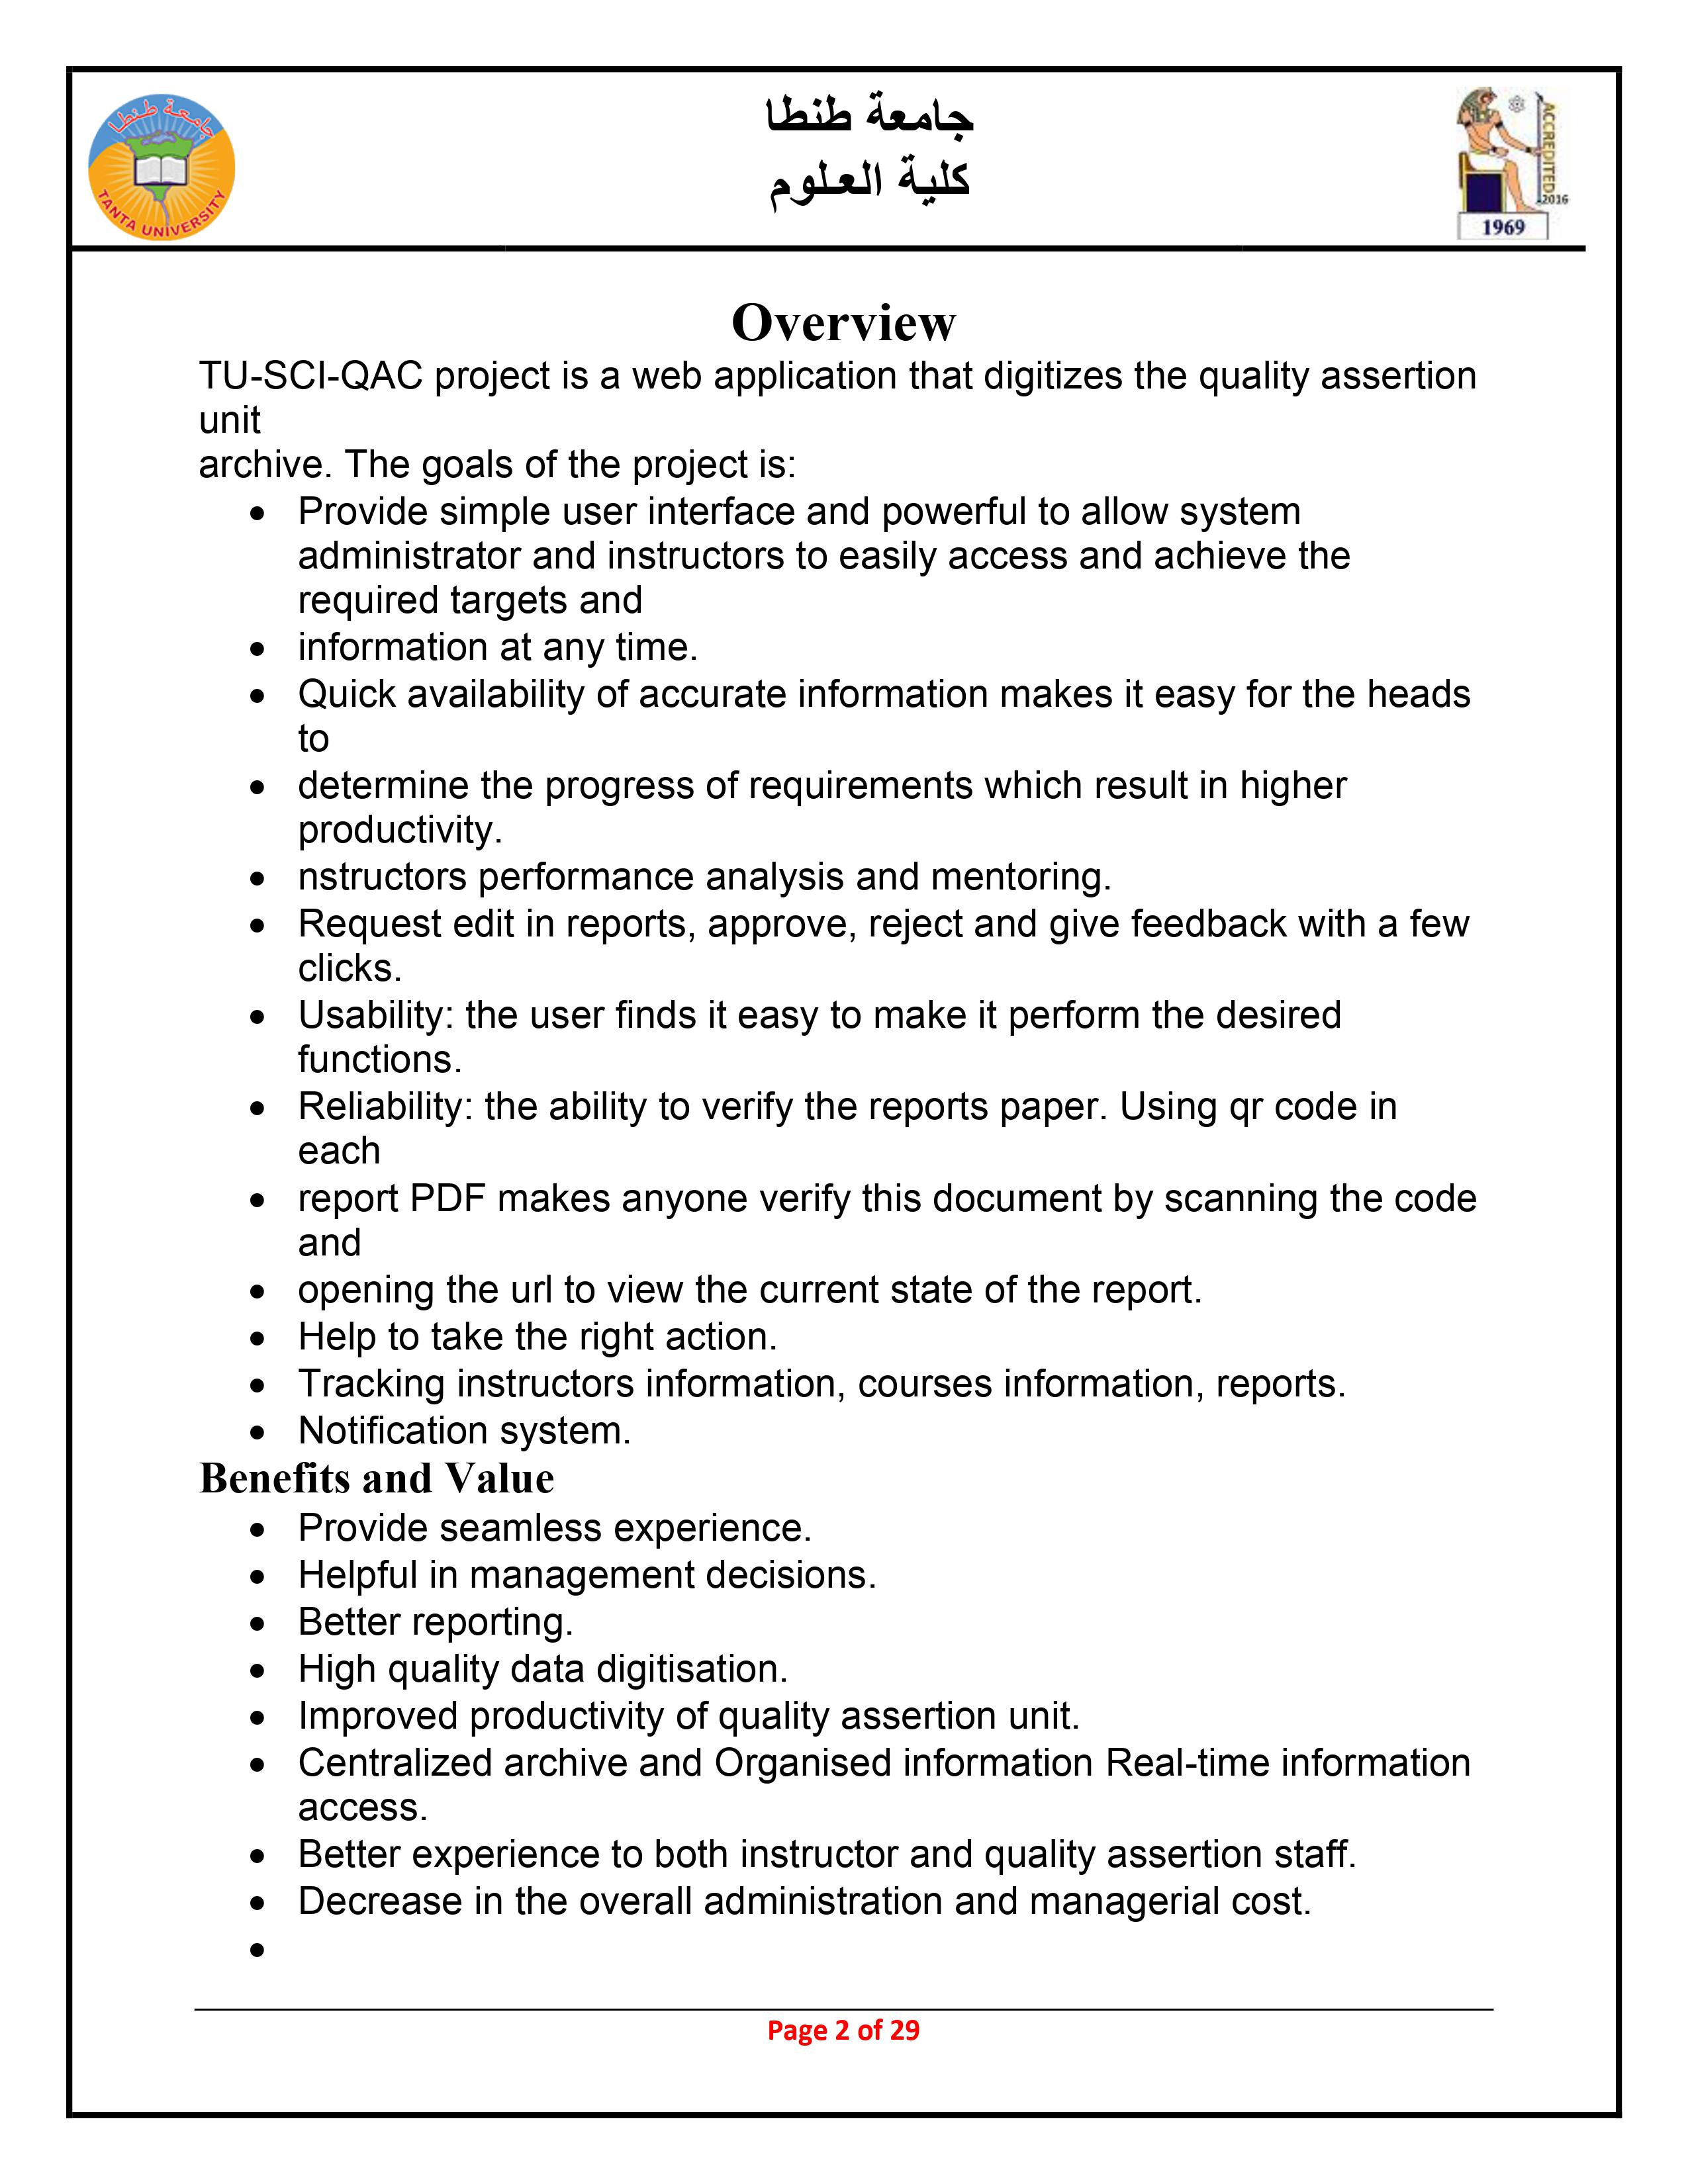 جامعة طنطا
TANTA UNIVERSITY
جامعة طنطا
كلية العلوم
ACCREDITED
2016
1969
Overview
TU-SCI-QAC project is a web application that digitizes the quality assertion
unit
archive. The goals of the project is:
• Provide simple user interface and powerful to allow system
administrator and instructors to easily access and achieve the
required targets and
• information at any time.
• Quick availability of accurate information makes it easy for the heads
to
• determine the progress of requirements which result in higher
productivity.
• nstructors performance analysis and mentoring.
• Request edit in reports, approve, reject and give feedback with a few
clicks.
• Usability: the user finds it easy to make it perform the desired
functions.
• Reliability: the ability to verify the reports paper. Using qr code in
each
• report PDF makes anyone verify this document by scanning the code
and
• opening the url to view the current state of the report.
• Help to take the right action.
• Tracking instructors information, courses information, reports.
• Notification system.
Benefits and Value
• Provide seamless experience.
• Helpful in management decisions.
• Better reporting.
• High quality data digitisation.
• Improved productivity of quality assertion unit.
• Centralized archive and Organised information Real-time information
access.
• Better experience to both instructor and quality assertion staff.
• Decrease in the overall administration and managerial cost.
•
Page 2 of 29